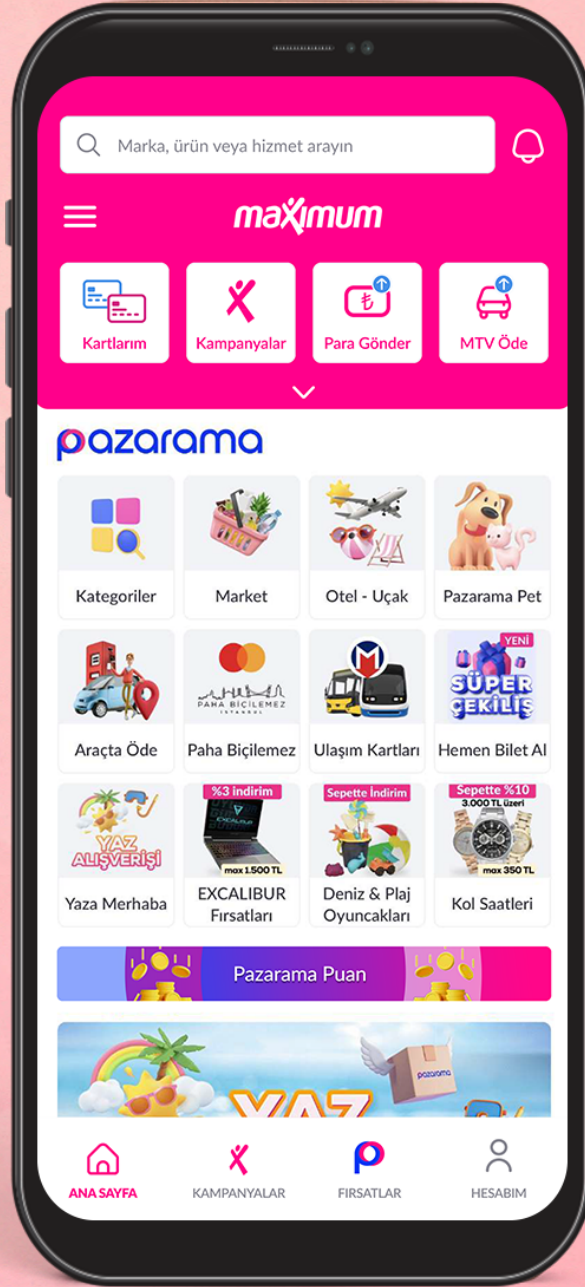 Marka, ürün veya hizmet arayın
maximum
Kartlarım
Kampanyalar
Para Gönder
MTV Öde
pazarama
Kategoriler
Market
Otel - Uçak
Pazarama Pet
PAHA BİÇİLEMEZ
İSTANBUL
YENİ
SÜPER
ÇEKİLİŞ
Araçta Öde
Paha Biçilemez
Ulaşım Kartları
Hemen Bilet Al
YAZ
ALIŞVERİŞİ
%3 indirim
EXCALIBUR
max 1.500 TL
Sepette İndirim
Sepette %10
3.000 TL üzeri
max 350 TL
Yaza Merhaba
EXCALIBUR
Fırsatları
Deniz & Plaj
Oyuncakları
Kol Saatleri
Pazarama Puan
pazarama
YAZ
ANA SAYFA
KAMPANYALAR
FIRSATLAR
HESABIM